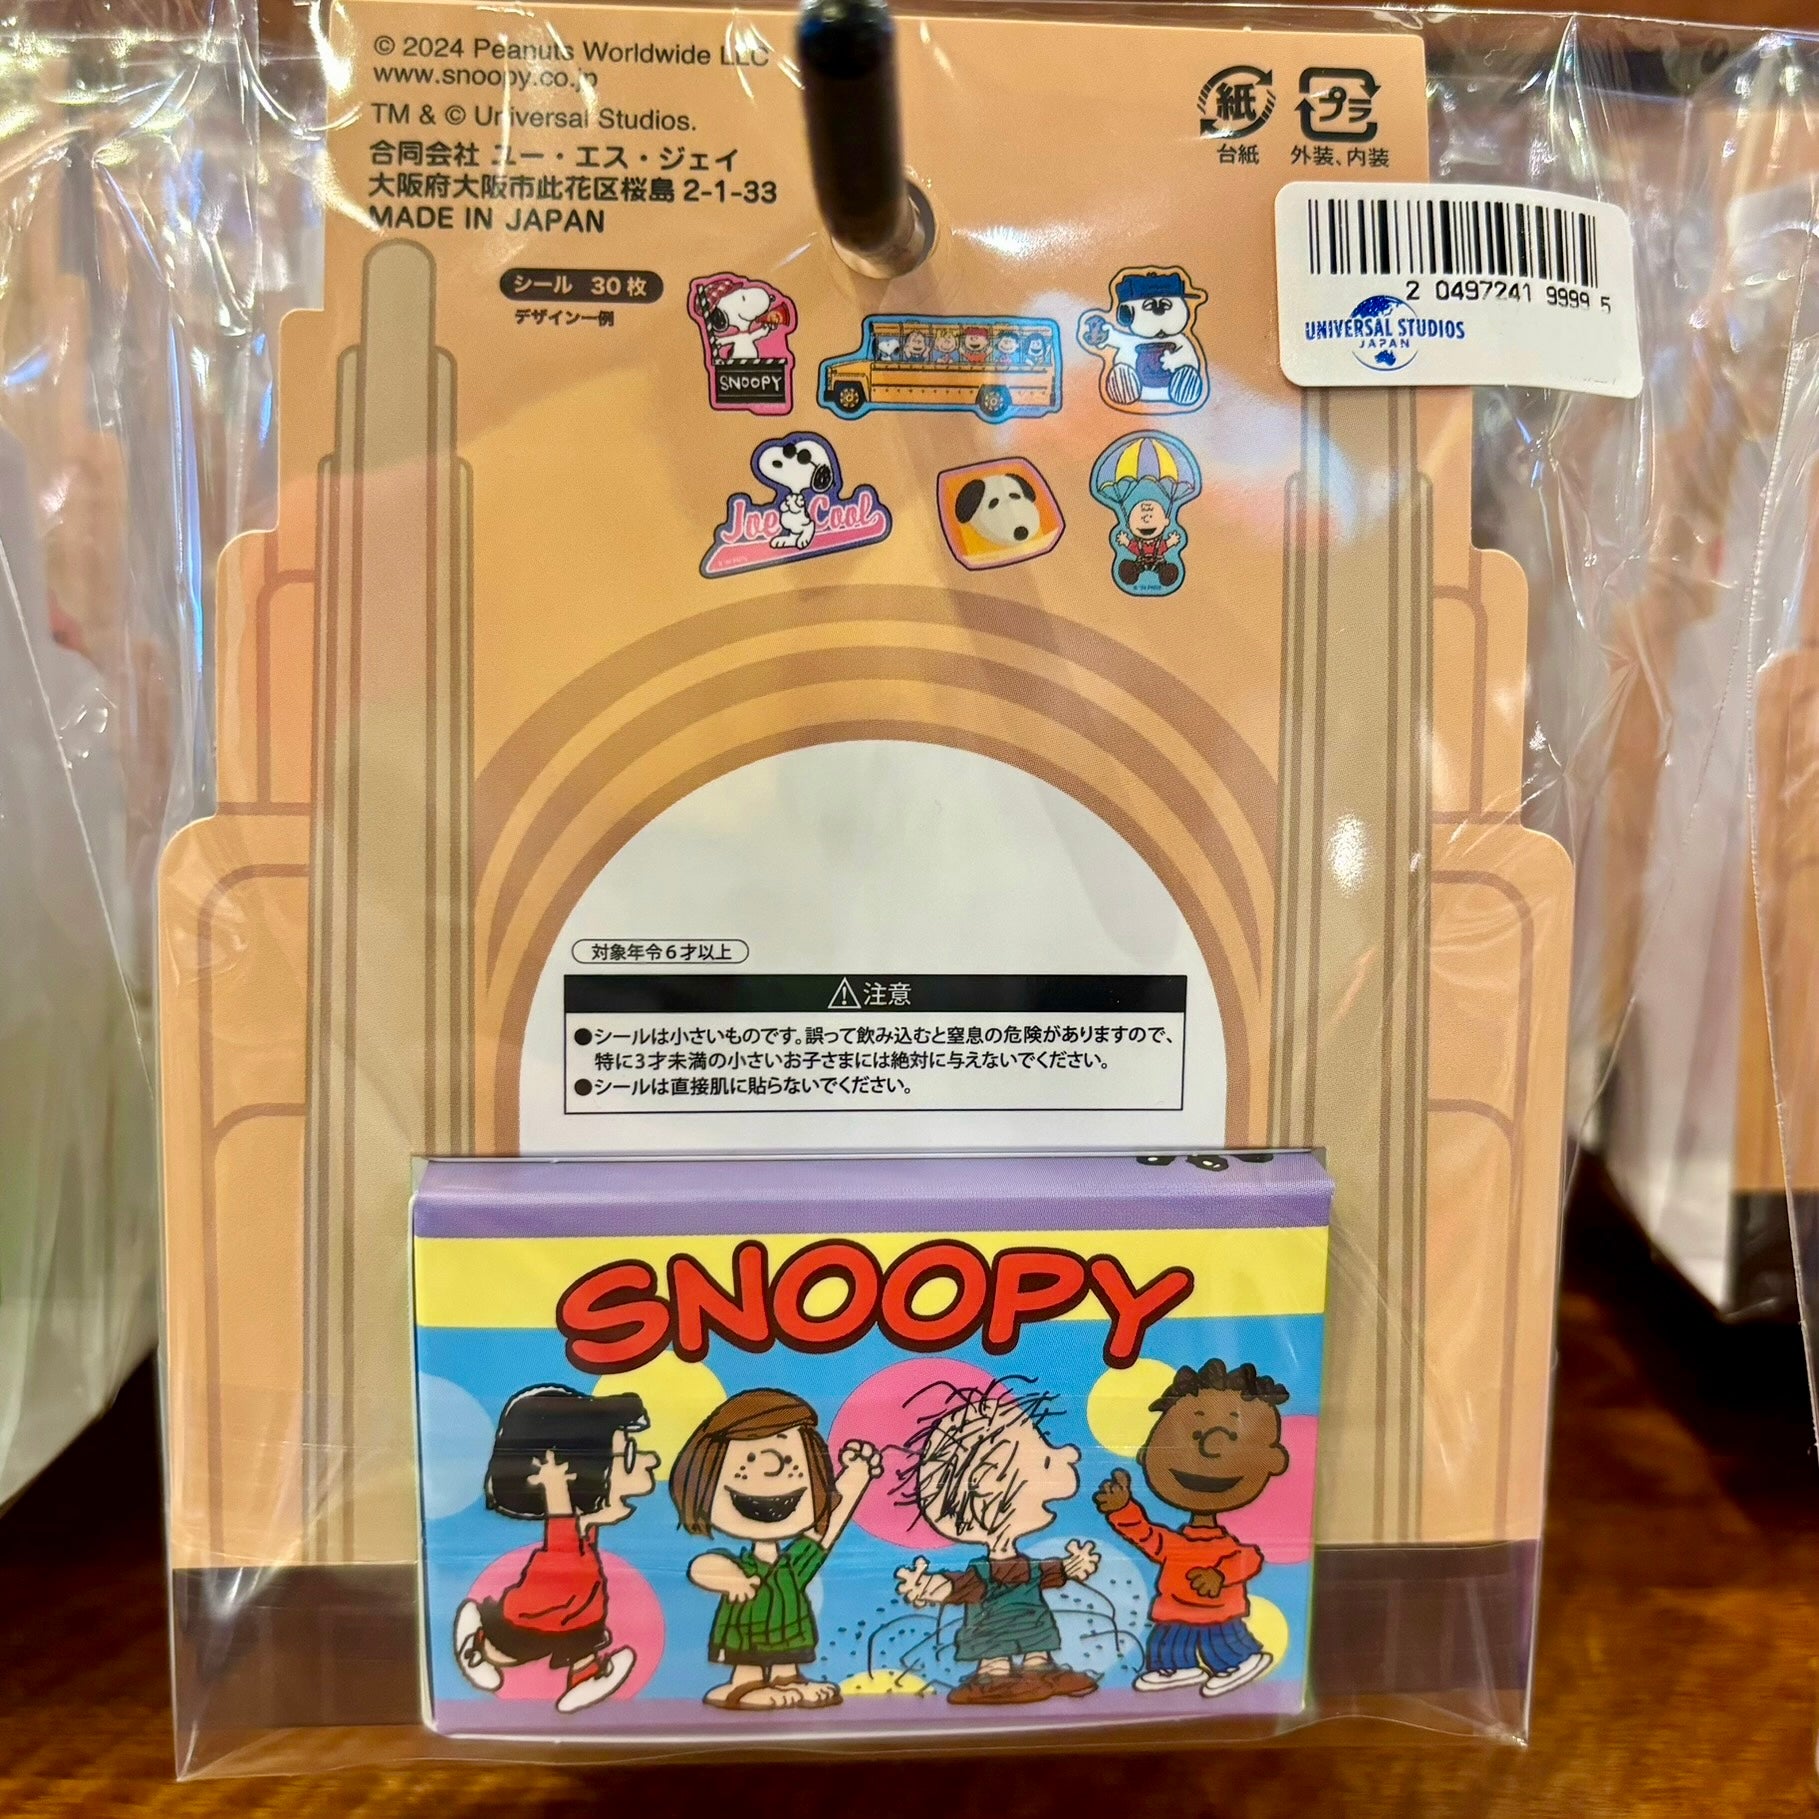 © 2024 Peanuts Worldwide LLC
www.snoopy.co.jp
TM & © Universal Studios.
合同会社 ユー・エス・ジェイ
大阪府大阪市此花区桜島 2-1-33
MADE IN JAPAN
紙
台紙
プラ
外装、内装
2 0497241 9999 5
UNIVERSAL STUDIOS
JAPAN
シール 30 枚
デザイン一例
SNOOPY
Joe Cool
対象年令6才以上
注意
●シールは小さいものです。誤って飲み込むと窒息の危険がありますので、
特に3才未満の小さいお子さまには絶対に与えないでください。
●シールは直接肌に貼らないでください。
SNOOPY